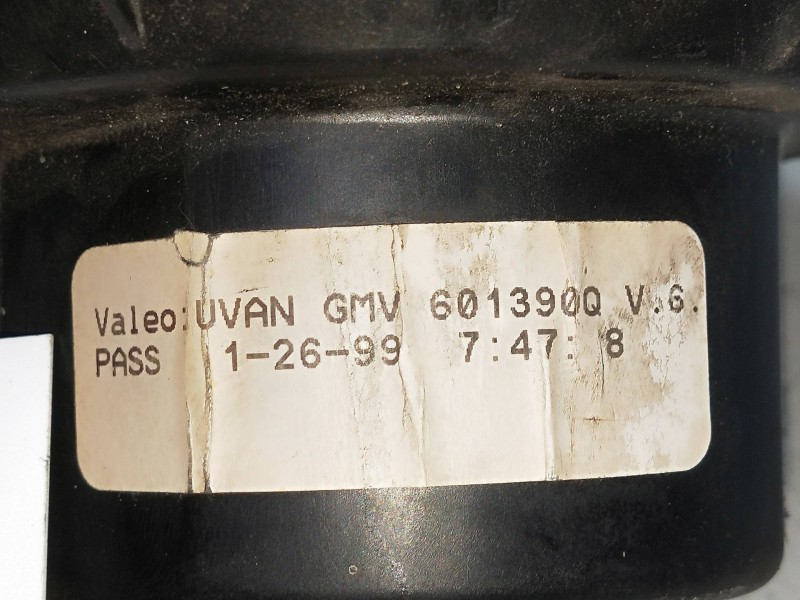 Valeo:UVAN GMV 601390Q V.G.
PASS 1-26-99 7:47: 8